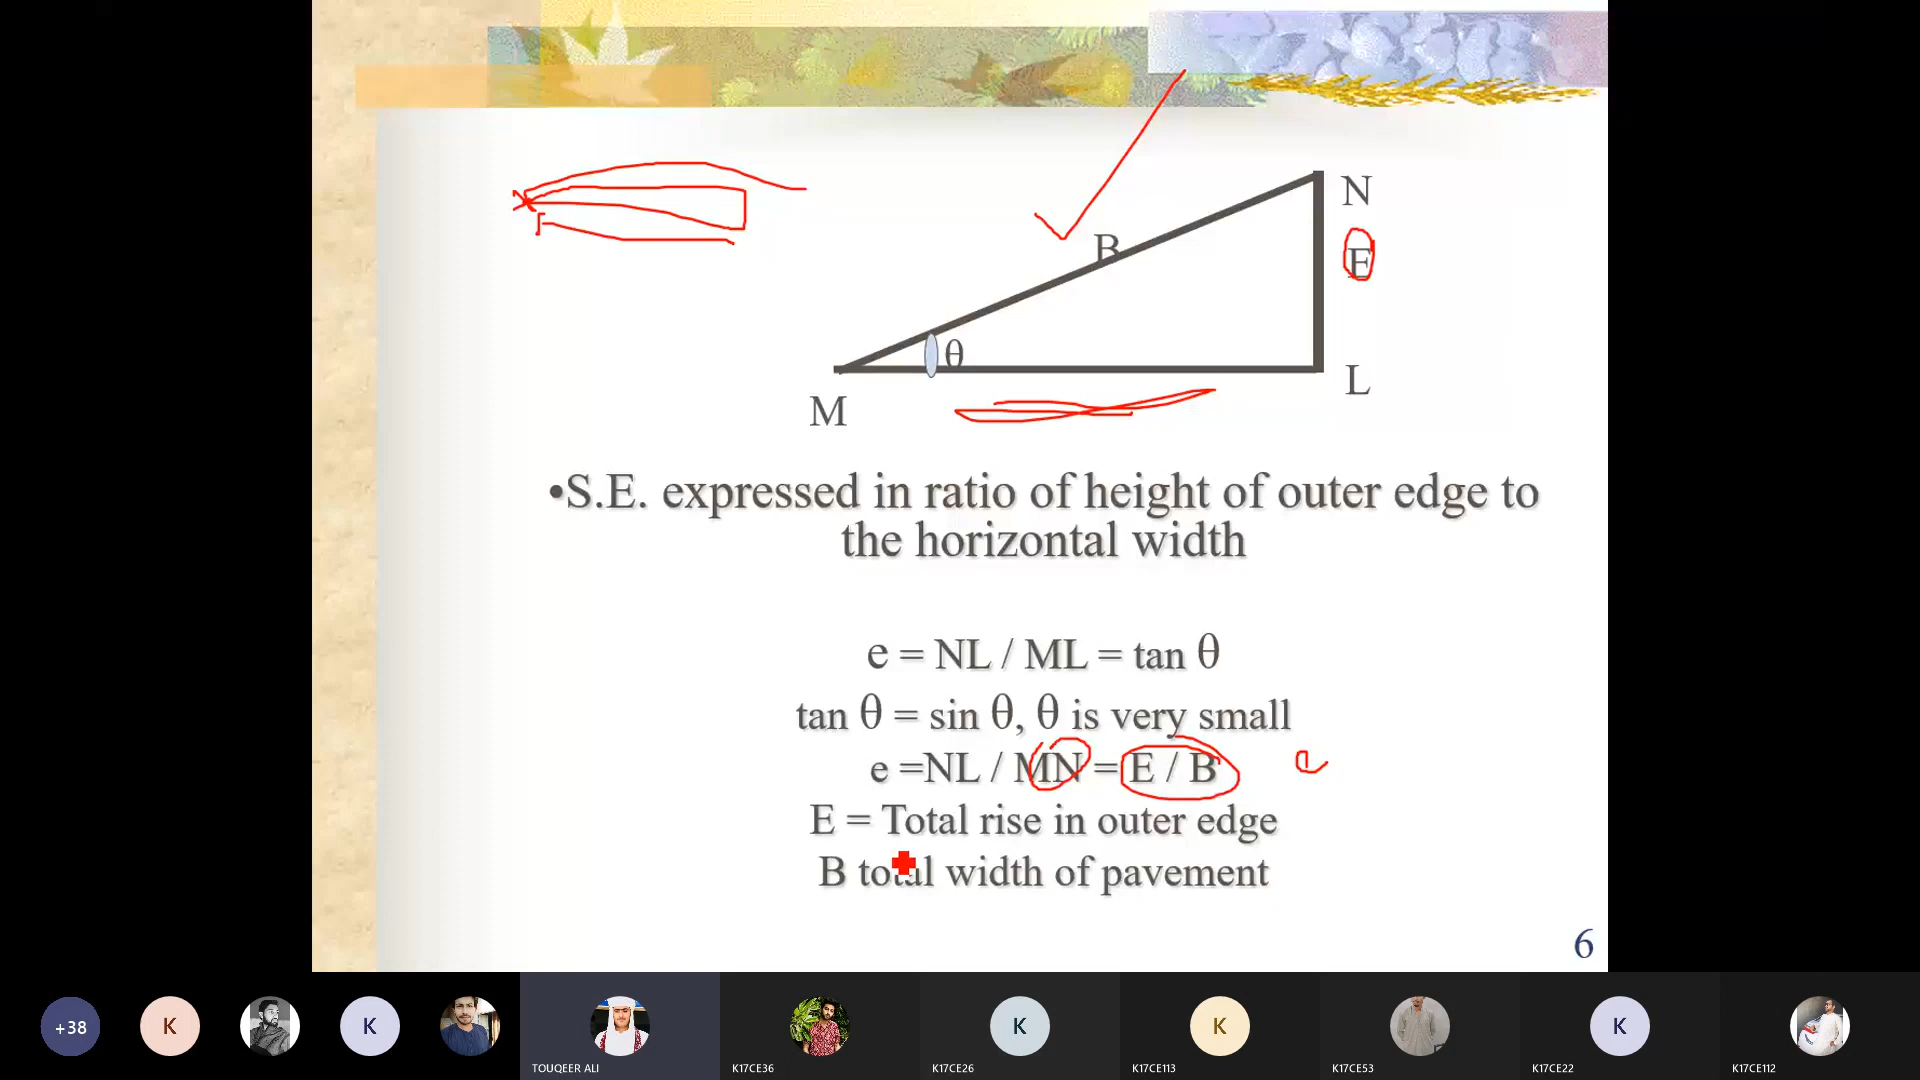 N
B
E
θ
L
M
•S.E. expressed in ratio of height of outer edge to
the horizontal width
e = NL / ML = tan θ
tan θ = sin θ, θ is very small
e =NL / MN = E / B e
E = Total rise in outer edge
B total width of pavement
6
+38
K
K
K
K
K
TOUQEER ALI
K17CE36
K17CE26
K17CE113
K17CE53
K17CE22
K17CE112